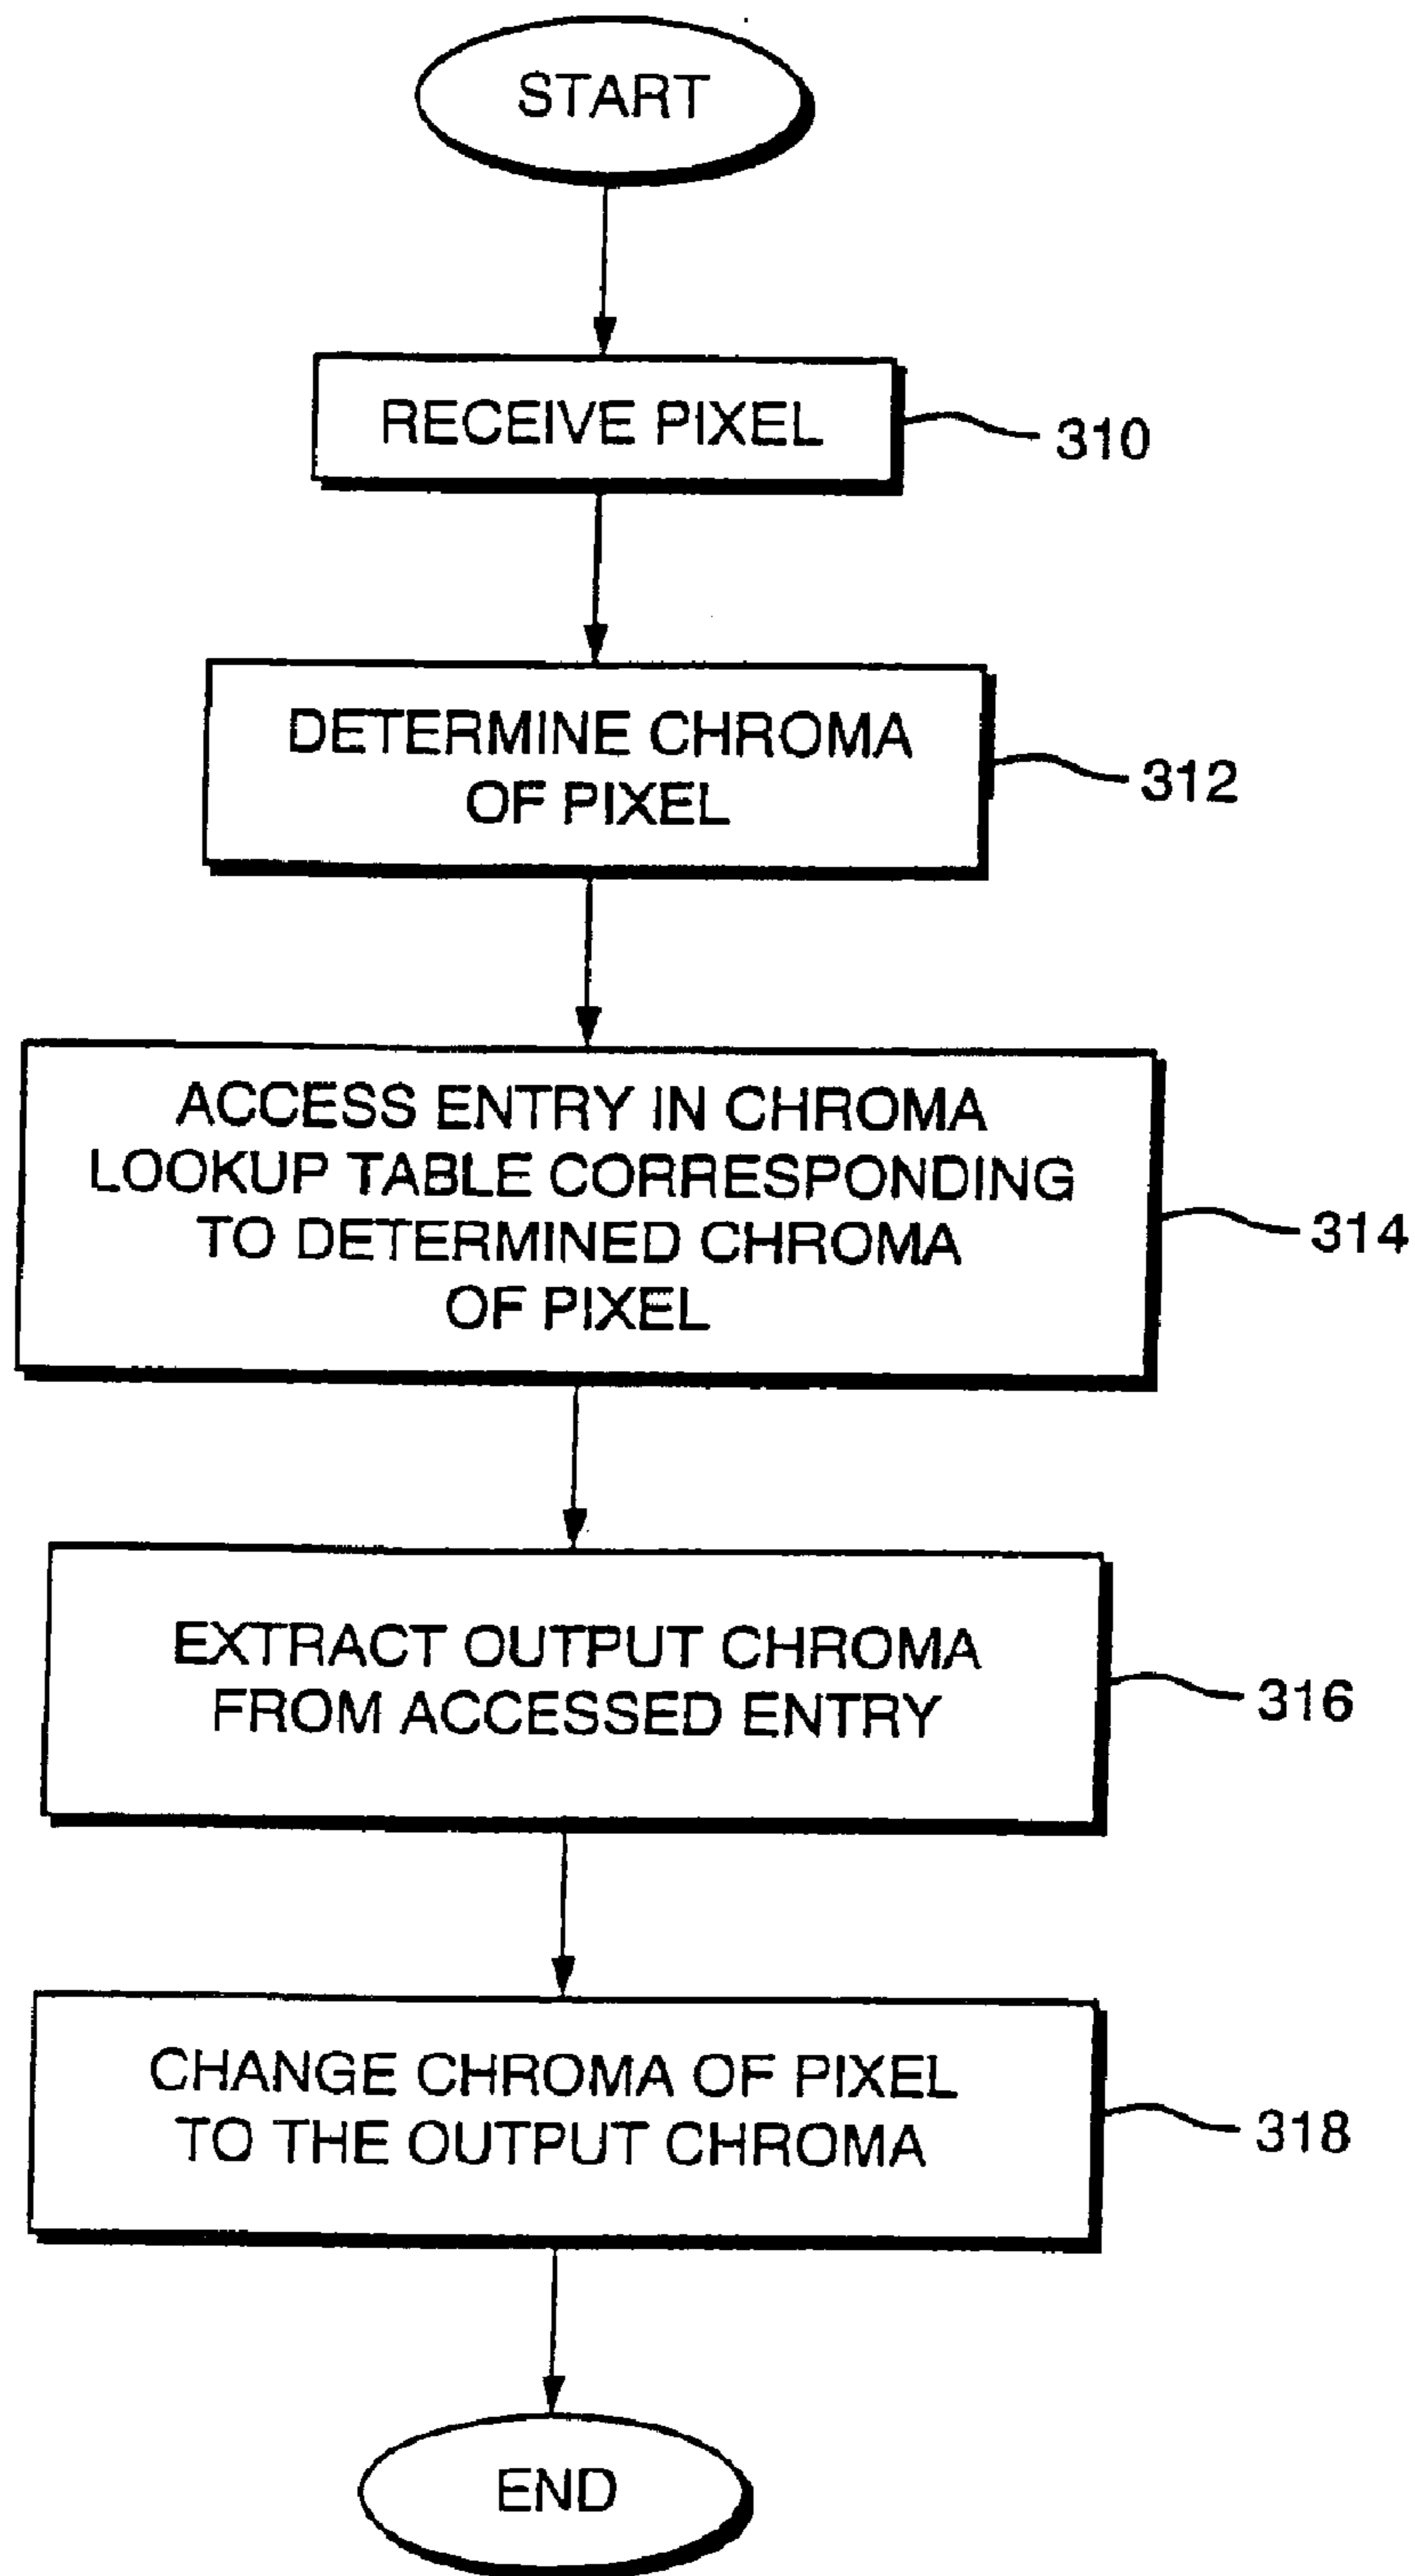 START
RECEIVE PIXEL
310
DETERMINE CHROMA
OF PIXEL
312
ACCESS ENTRY IN CHROMA
LOOKUP TABLE CORRESPONDING
TO DETERMINED CHROMA
OF PIXEL
314
EXTRACT OUTPUT CHROMA
FROM ACCESSED ENTRY
316
CHANGE CHROMA OF PIXEL
TO THE OUTPUT CHROMA
318
END